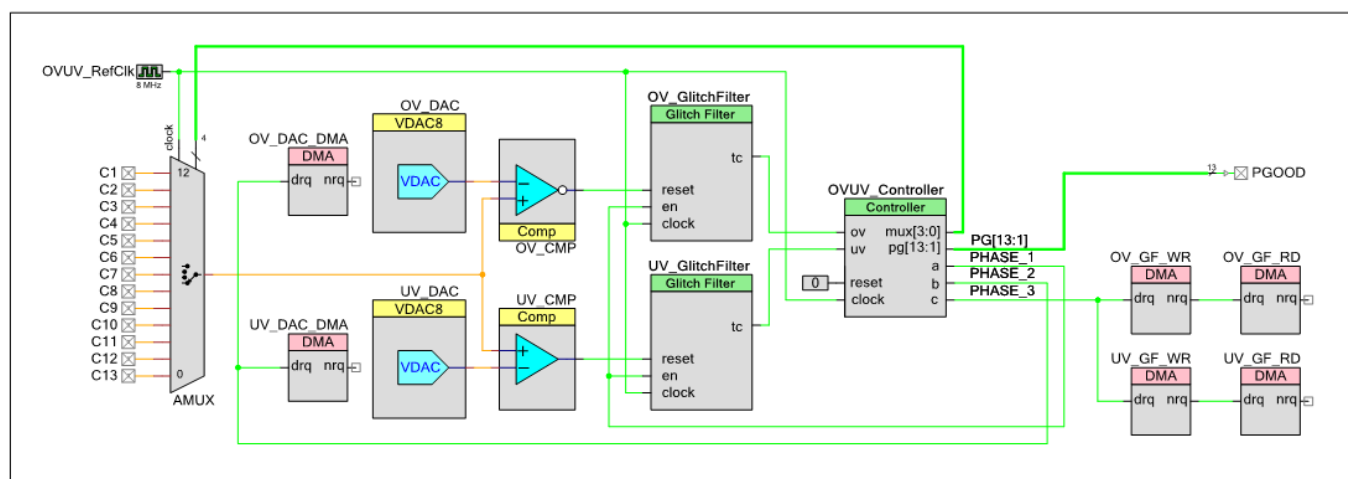 OVUV_RefClk
8 MHz
clock
4
12
0
AMUX
C1
C2
C3
C4
C5
C6
C7
C8
C9
C10
C11
C12
C13
OV_DAC_DMA
DMA
drq nrq
UV_DAC_DMA
DMA
drq nrq
OV_DAC
VDAC8
VDAC
UV_DAC
VDAC8
VDAC
Comp
OV_CMP
UV_CMP
Comp
OV_GlitchFilter
Glitch Filter
tc
reset
en
clock
UV_GlitchFilter
Glitch Filter
tc
reset
en
clock
OVUV_Controller
Controller
ov mux[3:0]
uv pg[13:1]
a
reset b
clock c
0
PG[13:1]
PHASE_1
PHASE_2
PHASE_3
13
PGOOD
OV_GF_WR
DMA
drq nrq
OV_GF_RD
DMA
drq nrq
UV_GF_WR
DMA
drq nrq
UV_GF_RD
DMA
drq nrq